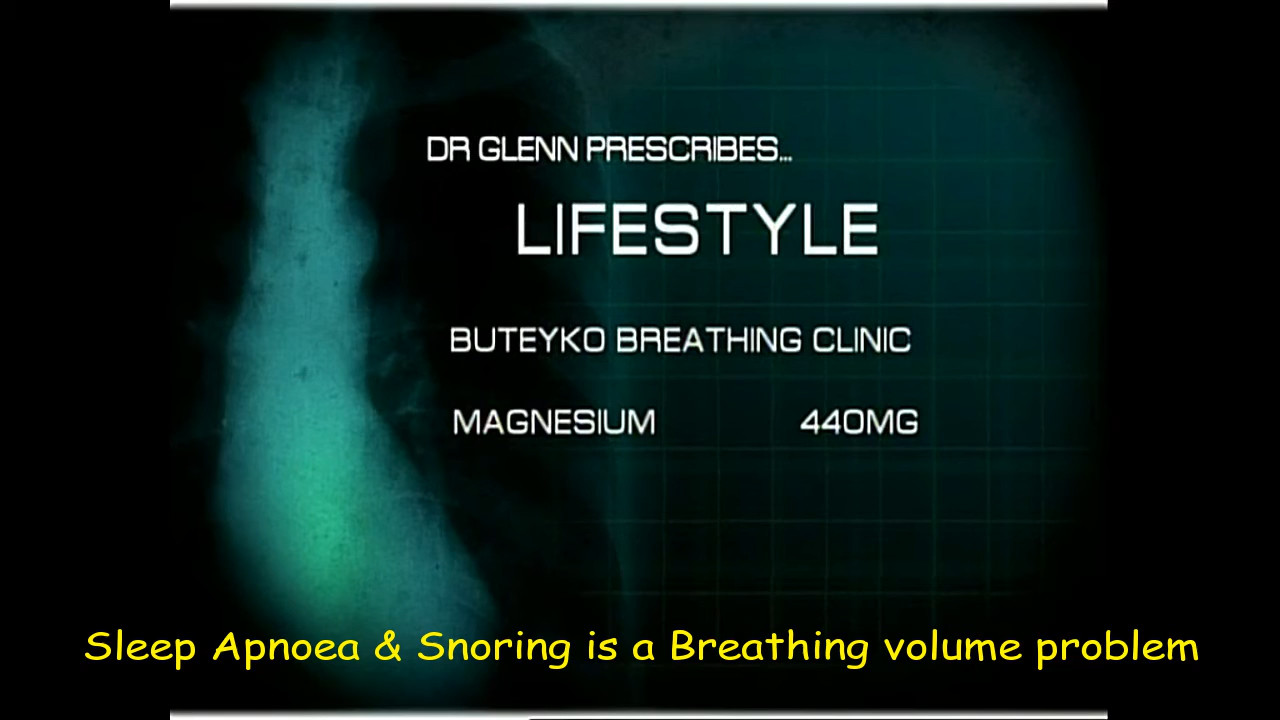 DR GLENN PRESCRIBES...
LIFESTYLE
BUTEYKO BREATHING CLINIC
MAGNESIUM 440MG
Sleep Apnoea & Snoring is a Breathing volume problem